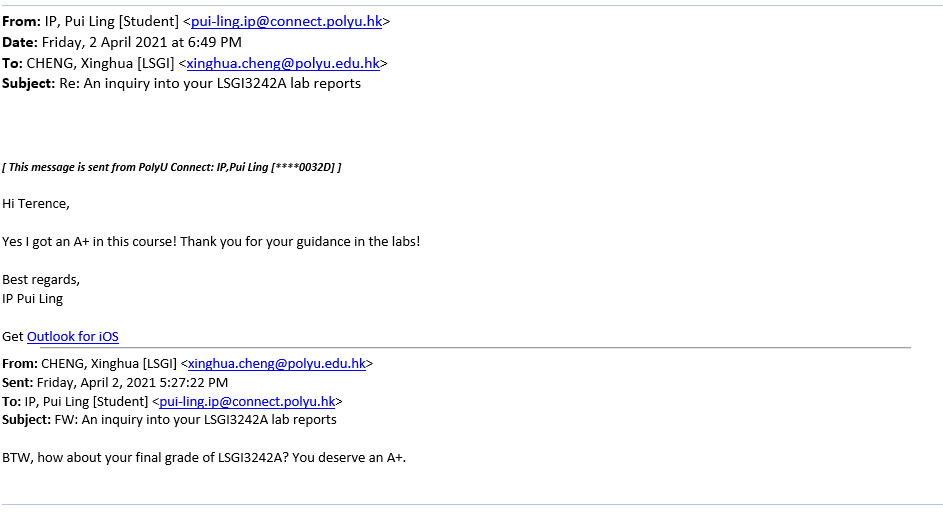 From: IP, Pui Ling [Student] <pui-ling.ip@connect.polyu.hk>
Date: Friday, 2 April 2021 at 6:49 PM
To: CHENG, Xinghua [LSGI] <xinghua.cheng@polyu.edu.hk>
Subject: Re: An inquiry into your LSGI3242A lab reports
[ This message is sent from PolyU Connect: IP,Pui Ling [****0032D] ]
Hi Terence,
Yes I got an A+ in this course! Thank you for your guidance in the labs!
Best regards,
IP Pui Ling
Get Outlook for iOS
From: CHENG, Xinghua [LSGI] <xinghua.cheng@polyu.edu.hk>
Sent: Friday, April 2, 2021 5:27:22 PM
To: IP, Pui Ling [Student] <pui-ling.ip@connect.polyu.hk>
Subject: FW: An inquiry into your LSGI3242A lab reports
BTW, how about your final grade of LSGI3242A? You deserve an A+.